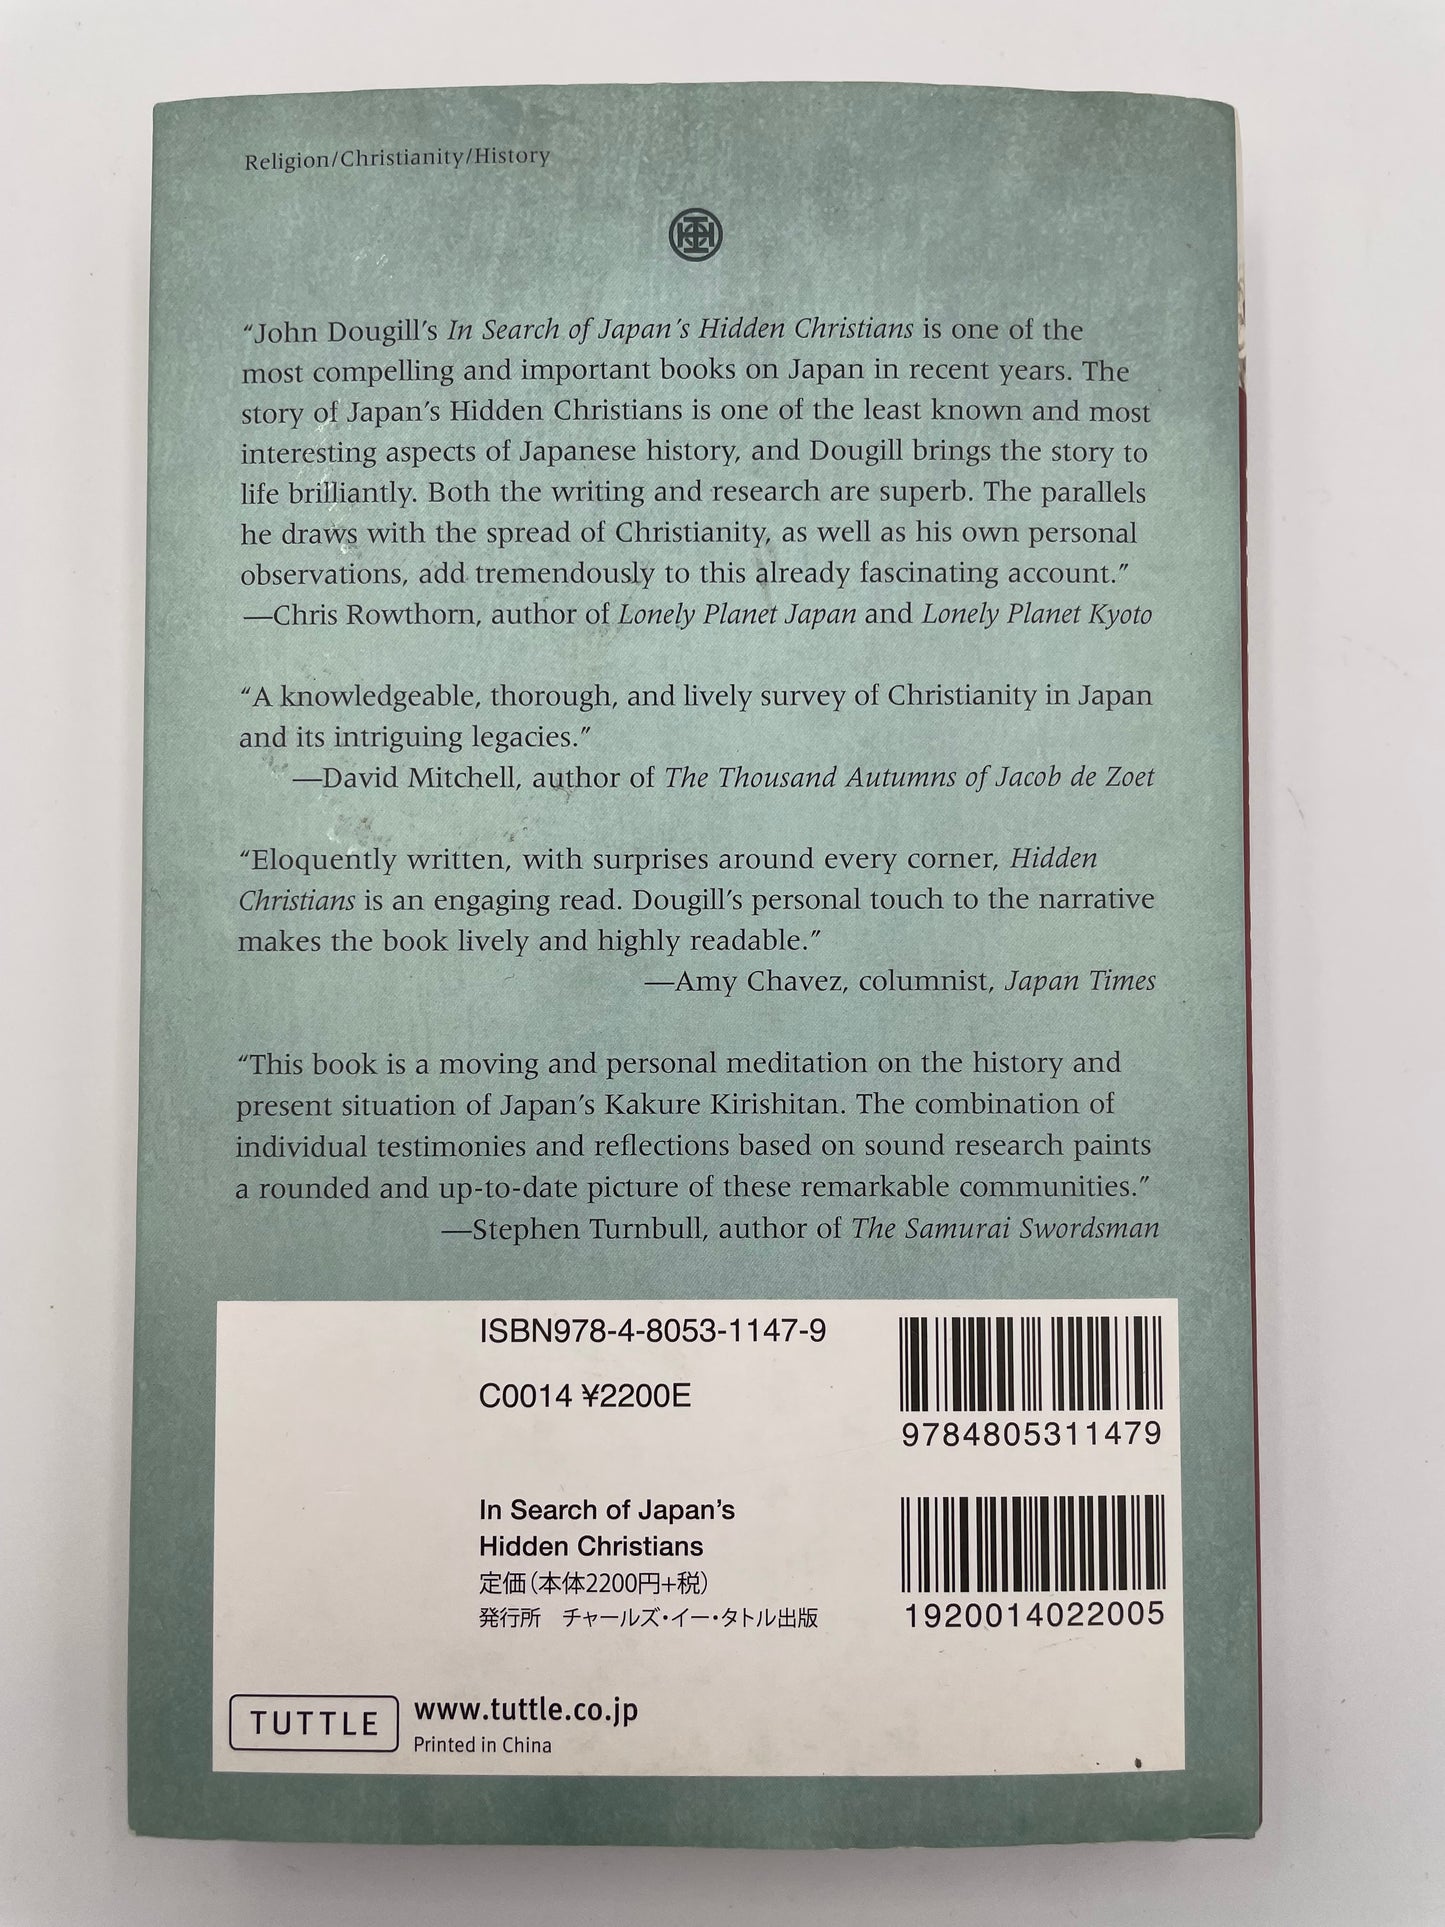 Religion/Christianity/History
“John Dougill’s In Search of Japan’s Hidden Christians is one of the
most compelling and important books on Japan in recent years. The
story of Japan’s Hidden Christians is one of the least known and most
interesting aspects of Japanese history, and Dougill brings the story to
life brilliantly. Both the writing and research are superb. The parallels
he draws with the spread of Christianity, as well as his own personal
observations, add tremendously to this already fascinating account.”
—Chris Rowthorn, author of Lonely Planet Japan and Lonely Planet Kyoto
“A knowledgeable, thorough, and lively survey of Christianity in Japan
and its intriguing legacies.”
—David Mitchell, author of The Thousand Autumns of Jacob de Zoet
“Eloquently written, with surprises around every corner, Hidden
Christians is an engaging read. Dougill’s personal touch to the narrative
makes the book lively and highly readable.”
—Amy Chavez, columnist, Japan Times
“This book is a moving and personal meditation on the history and
present situation of Japan’s Kakure Kirishitan. The combination of
individual testimonies and reflections based on sound research paints
a rounded and up-to-date picture of these remarkable communities.”
—Stephen Turnbull, author of The Samurai Swordsman
ISBN978-4-8053-1147-9
C0014 ¥2200E
9784805311479
In Search of Japan’s
Hidden Christians
定価（本体2200円+税）
発行所　チャールズ・イー・タトル出版
1920014022005
TUTTLE
www.tuttle.co.jp
Printed in China